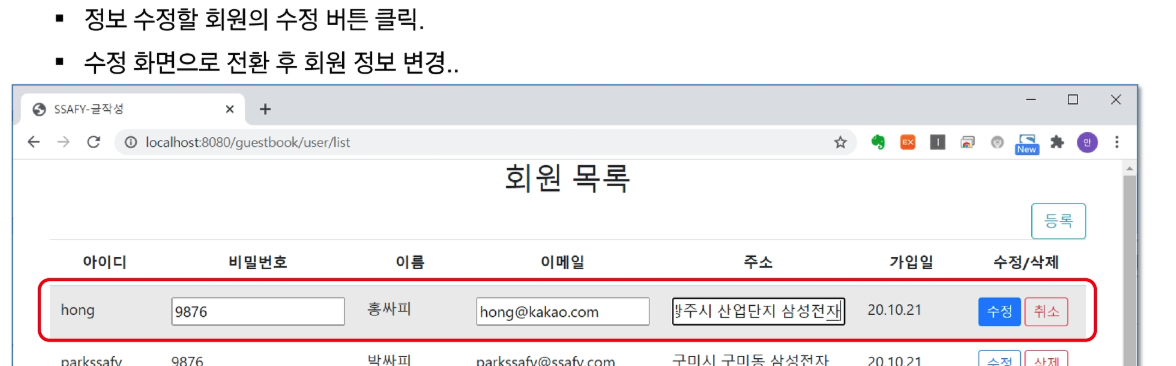 ▪ 정보 수정할 회원의 수정 버튼 클릭.
▪ 수정 화면으로 전환 후 회원 정보 변경..
SSAFY-글작성
localhost:8080/guestbook/user/list
EX New 민
회원 목록
등록
아이디 비밀번호 이름 이메일 주소 가입일 수정/삭제
hong 9876 홍싸피 hong@kakao.com 주시 산업단지 삼성전자 20.10.21 수정 취소
parkssafy 9876 박싸피 parkssafy@ssafy.com 구미시 구미동 삼성전자 20.10.21 수정 삭제